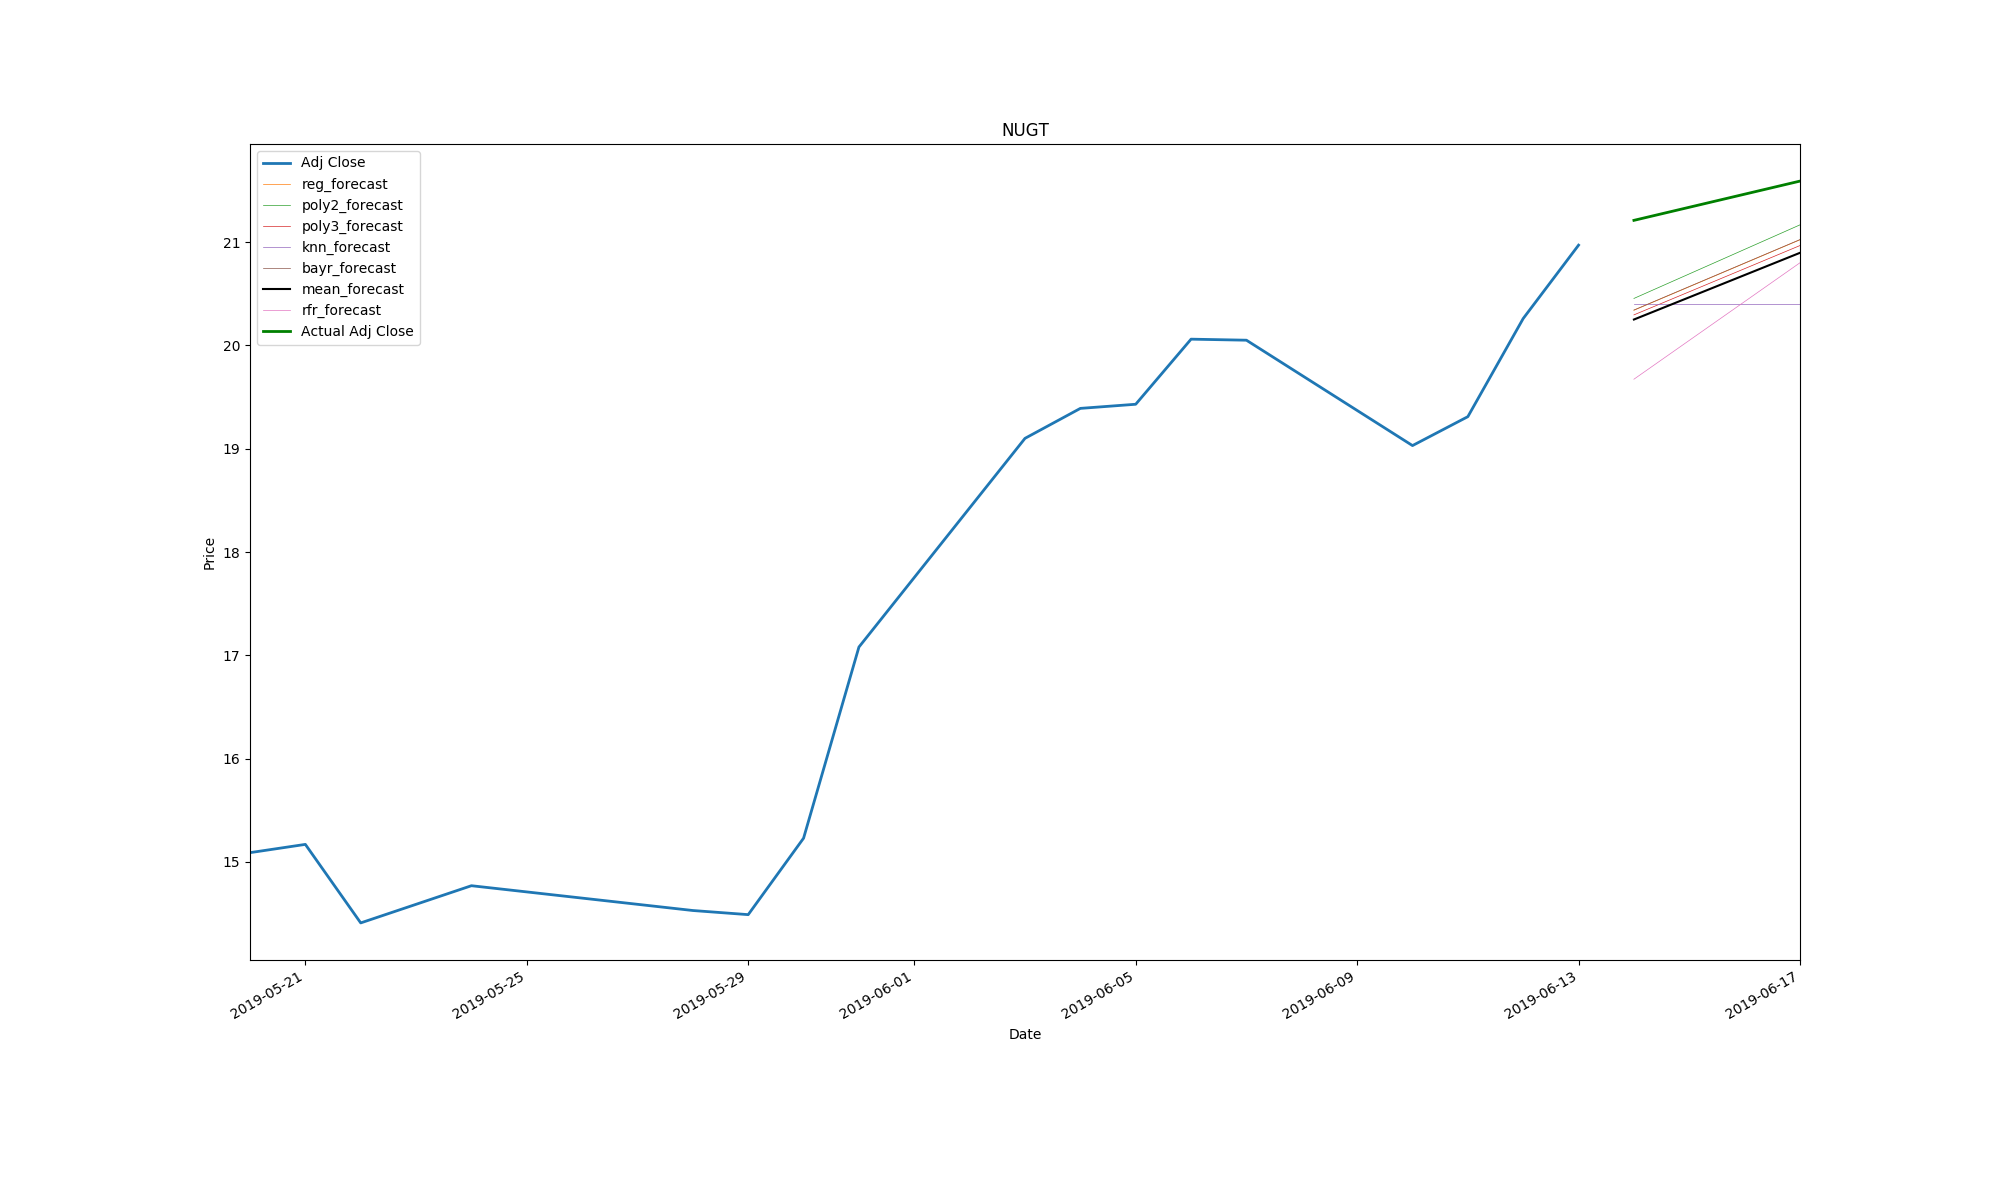 NUGT
Adj Close
reg_forecast
poly2_forecast
poly3_forecast
knn_forecast
bayr_forecast
mean_forecast
rfr_forecast
Actual Adj Close
21
20
19
18
17
16
15
Price
2019-05-21
2019-05-25
2019-05-29
2019-06-01
2019-06-05
2019-06-09
2019-06-13
2019-06-17
Date